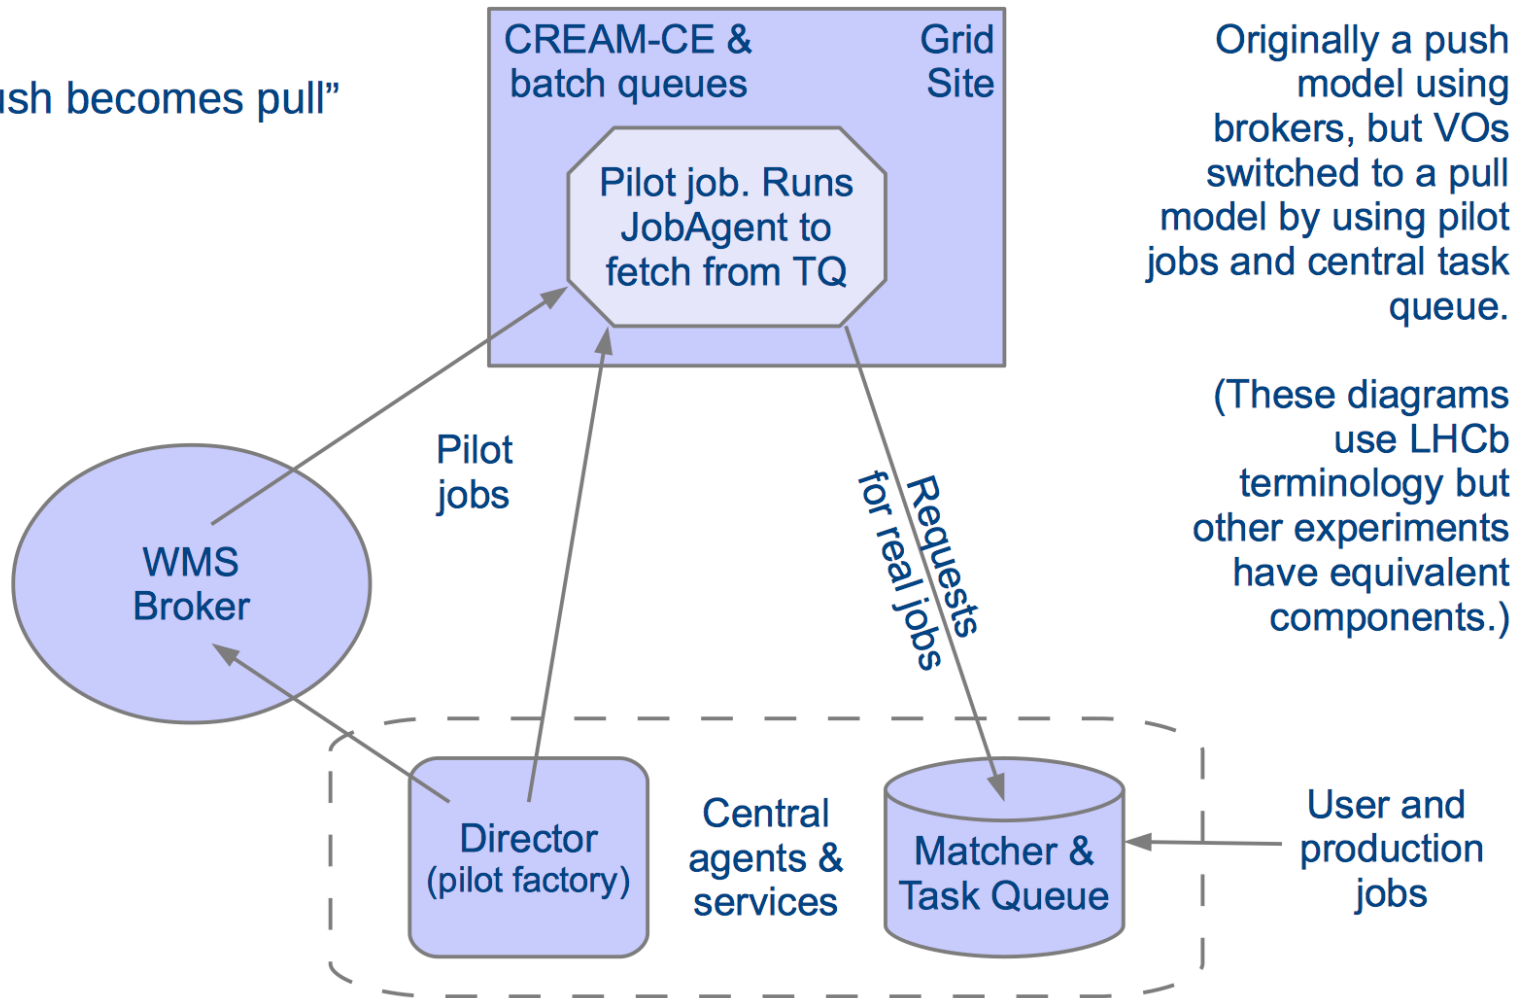 ush becomes pull”
CREAM-CE &
batch queues
Grid
Site
Pilot job. Runs
JobAgent to
fetch from TQ
Originally a push
model using
brokers, but VOs
switched to a pull
model by using pilot
jobs and central task
queue.
(These diagrams
use LHCb
terminology but
other experiments
have equivalent
components.)
Pilot
jobs
Requests
for real jobs
WMS
Broker
Director
(pilot factory)
Central
agents &
services
Matcher &
Task Queue
User and
production
jobs